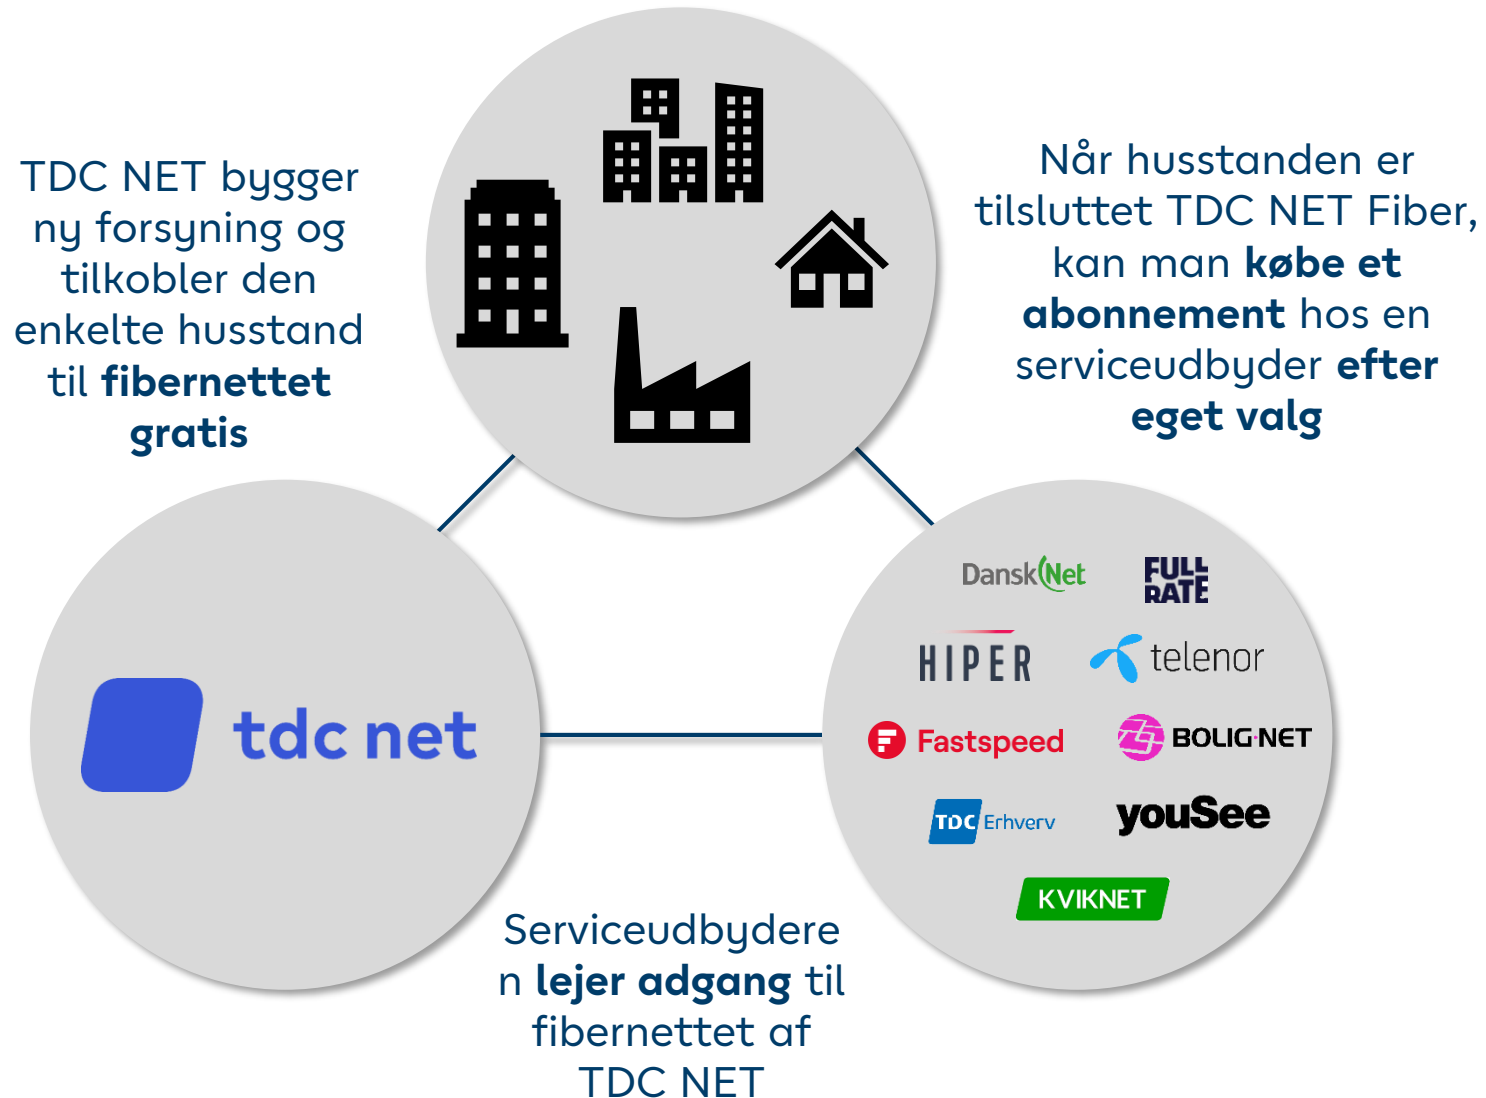 TDC NET bygger
ny forsyning og
tilkobler den
enkelte husstand
til fibernettet
gratis
Når husstanden er
tilsluttet TDC NET Fiber,
kan man købe et
abonnement hos en
serviceudbyder efter
eget valg
tdc net
DanskNet
FULL
RATE
HIPER
telenor
Fastspeed
BOLIG·NET
TDC Erhverv
youSee
KVIKNET
Serviceudbydere
n lejer adgang til
fibernettet af
TDC NET